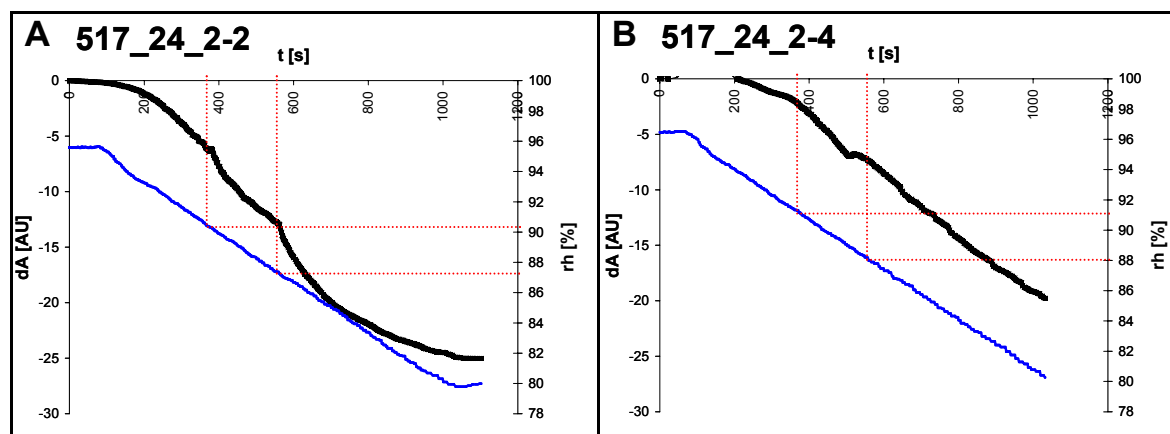 A 517_24_2-2
t [s]
0 200 400 600 800 1000 1200
0 -5 -10 -15 -20 -25 -30
dA [AU]
100 98 96 94 92 90 88 86 84 82 80 78
rh [%]
B 517_24_2-4
t [s]
0 200 400 600 800 1000 1200
0 -5 -10 -15 -20 -25 -30
dA [AU]
100 98 96 94 92 91 90 88 86 84 82 80 78
rh [%]